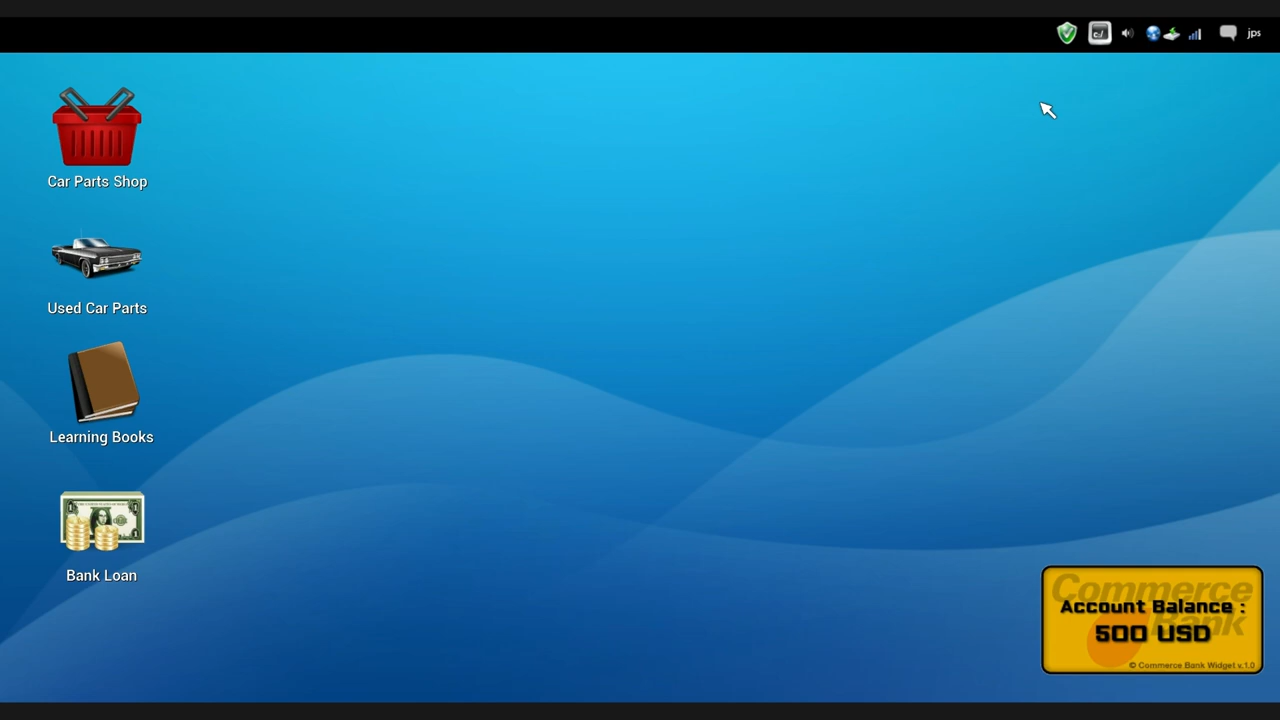 c:/
jps
Car Parts Shop
Used Car Parts
Learning Books
Bank Loan
Commerce
Bank
Account Balance :
500 USD
© Commerce Bank Widget v.1.0